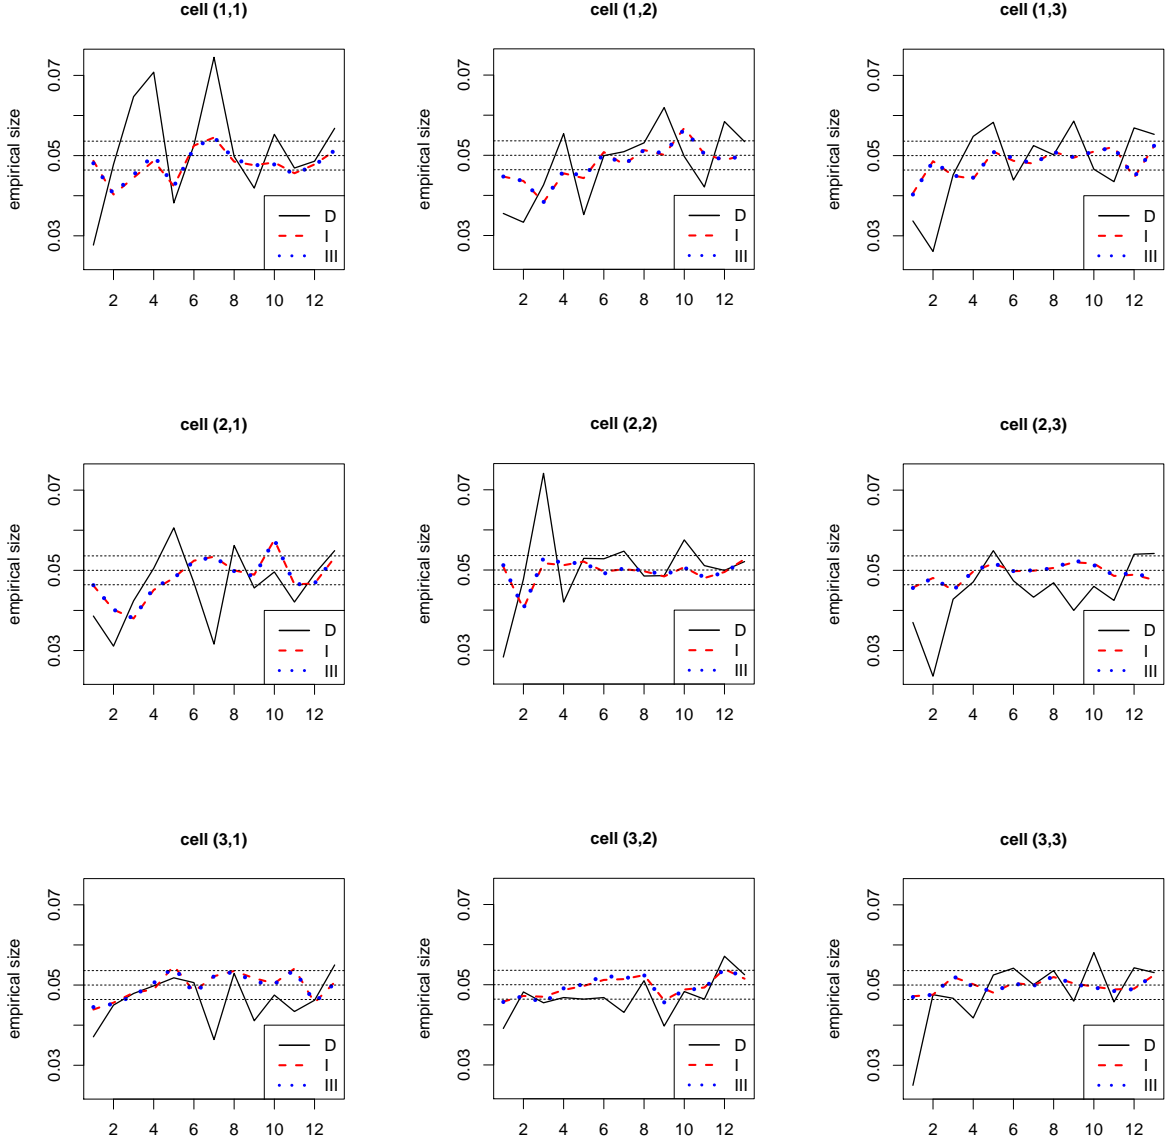 cell (1,1)
cell (1,2)
cell (1,3)
empirical size
0.03 0.05 0.07
D
I
III
2 4 6 8 10 12
empirical size
0.03 0.05 0.07
D
I
III
2 4 6 8 10 12
empirical size
0.03 0.05 0.07
D
I
III
2 4 6 8 10 12
cell (2,1)
cell (2,2)
cell (2,3)
empirical size
0.03 0.05 0.07
D
I
III
2 4 6 8 10 12
empirical size
0.03 0.05 0.07
D
I
III
2 4 6 8 10 12
empirical size
0.03 0.05 0.07
D
I
III
2 4 6 8 10 12
cell (3,1)
cell (3,2)
cell (3,3)
empirical size
0.03 0.05 0.07
D
I
III
2 4 6 8 10 12
empirical size
0.03 0.05 0.07
D
I
III
2 4 6 8 10 12
empirical size
0.03 0.05 0.07
D
I
III
2 4 6 8 10 12